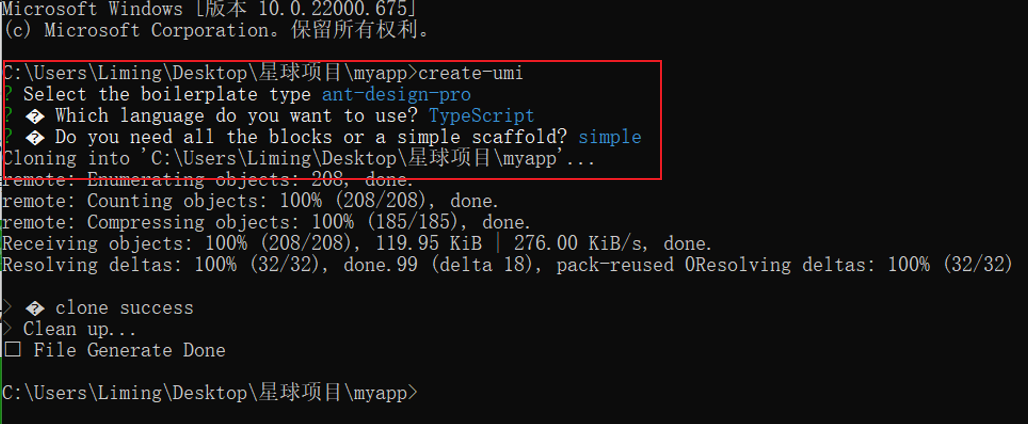 Microsoft Windows [版本 10.0.22000.675]
(c) Microsoft Corporation。保留所有权利。
C:\Users\Liming\Desktop\星球项目\myapp>create-umi
? Select the boilerplate type ant-design-pro
? � Which language do you want to use? TypeScript
? � Do you need all the blocks or a simple scaffold? simple
Cloning into 'C:\Users\Liming\Desktop\星球项目\myapp'...
remote: Enumerating objects: 208, done.
remote: Counting objects: 100% (208/208), done.
remote: Compressing objects: 100% (185/185), done.
Receiving objects: 100% (208/208), 119.95 KiB | 276.00 KiB/s, done.
Resolving deltas: 100% (32/32), done.99 (delta 18), pack-reused 0Resolving deltas: 100% (32/32)
> � clone success
> Clean up...
□ File Generate Done
C:\Users\Liming\Desktop\星球项目\myapp>